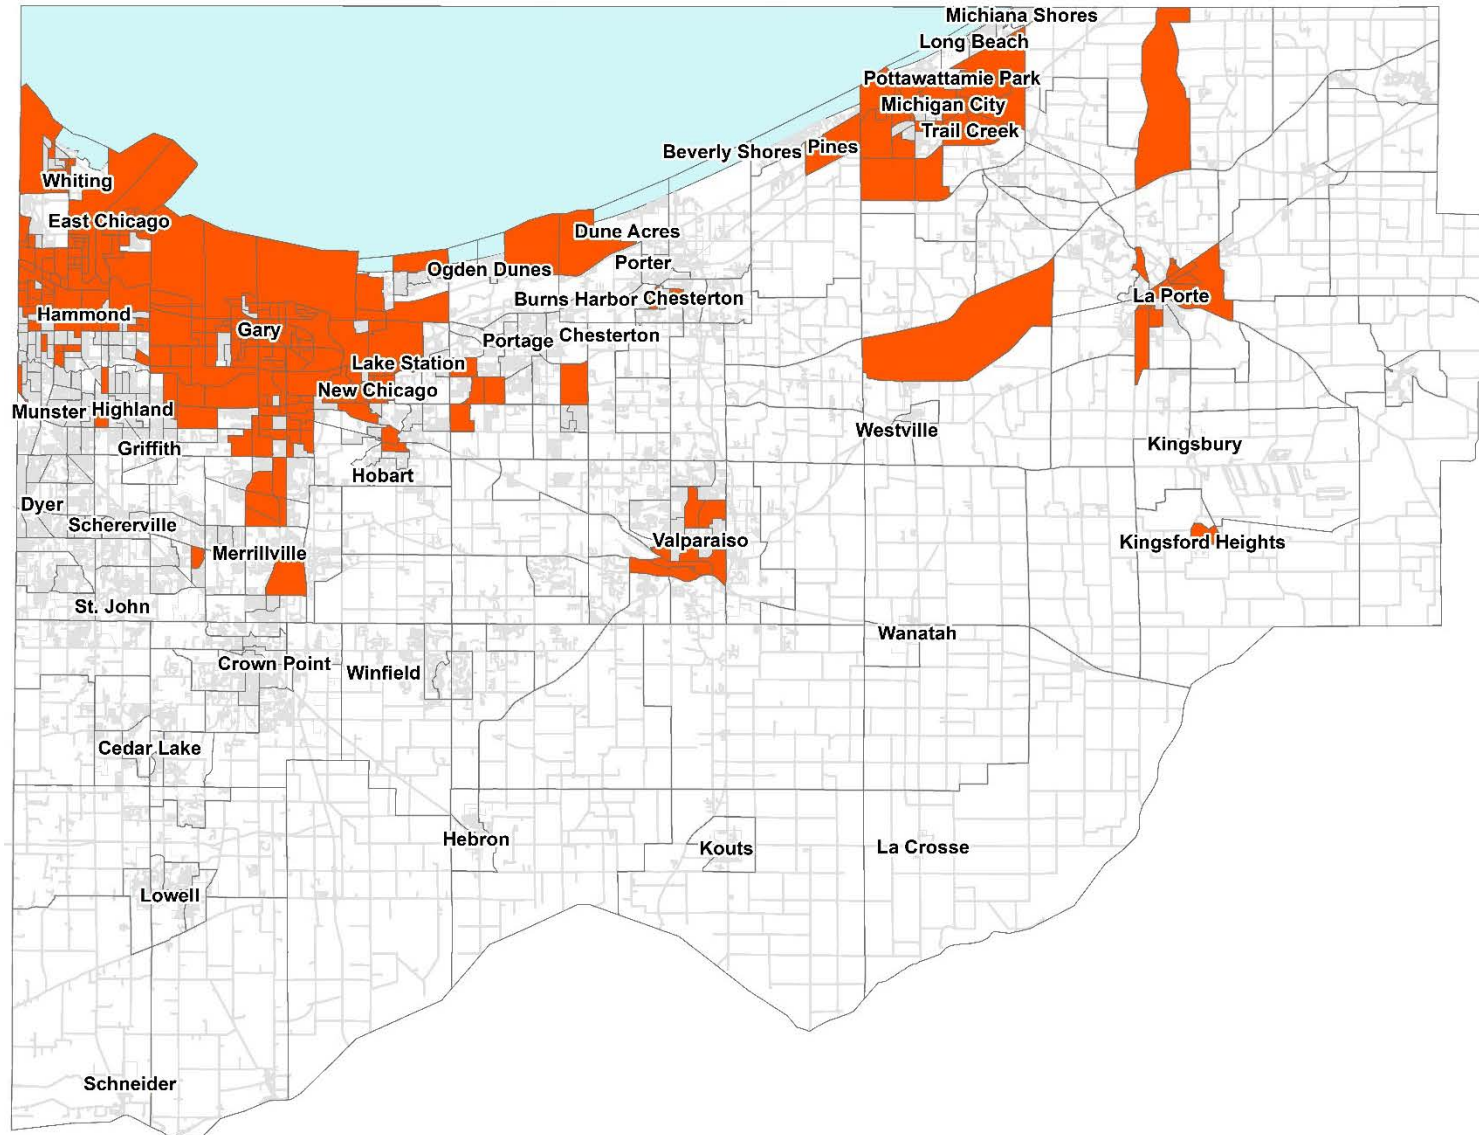 Michiana Shores
Long Beach
Pottawattamie Park
Michigan City
Trail Creek
Beverly Shores
Pines
Whiting
East Chicago
Dune Acres
Porter
Ogden Dunes
Burns Harbor
Chesterton
La Porte
Hammond
Gary
Portage
Chesterton
Lake Station
New Chicago
Munster
Highland
Griffith
Westville
Kingsbury
Hobart
Dyer
Schererville
Merrillville
Valparaiso
Kingsford Heights
St. John
Wanatah
Crown Point
Winfield
Cedar Lake
Hebron
Kouts
La Crosse
Lowell
Schneider